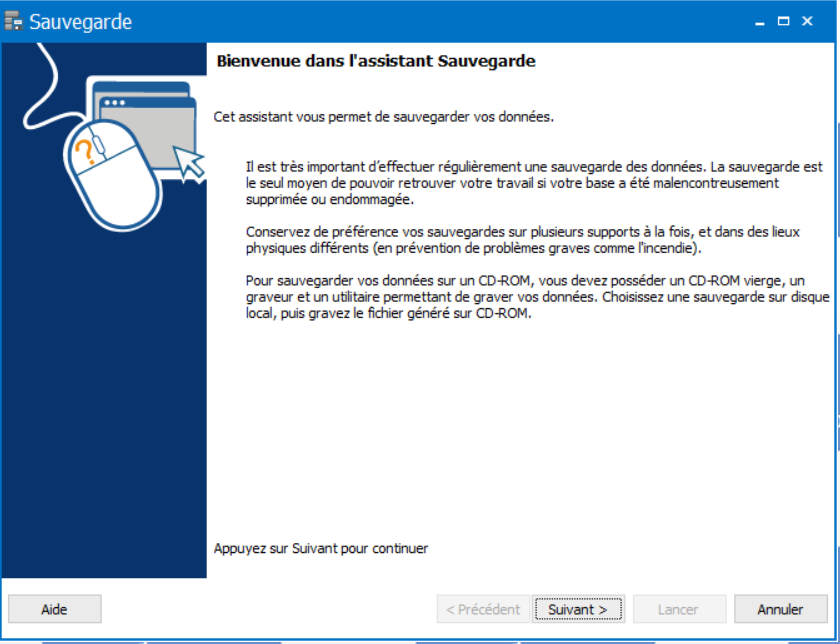 Sauvegarde
Bienvenue dans l'assistant Sauvegarde
Cet assistant vous permet de sauvegarder vos données.
Il est très important d’effectuer régulièrement une sauvegarde des données. La sauvegarde est
le seul moyen de pouvoir retrouver votre travail si votre base a été malencontreusement
supprimée ou endommagée.
Conservez de préférence vos sauvegardes sur plusieurs supports à la fois, et dans des lieux
physiques différents (en prévention de problèmes graves comme l'incendie).
Pour sauvegarder vos données sur un CD-ROM, vous devez posséder un CD-ROM vierge, un
graveur et un utilitaire permettant de graver vos données. Choisissez une sauvegarde sur disque
local, puis gravez le fichier généré sur CD-ROM.
Appuyez sur Suivant pour continuer
Aide
< Précédent
Suivant >
Lancer
Annuler